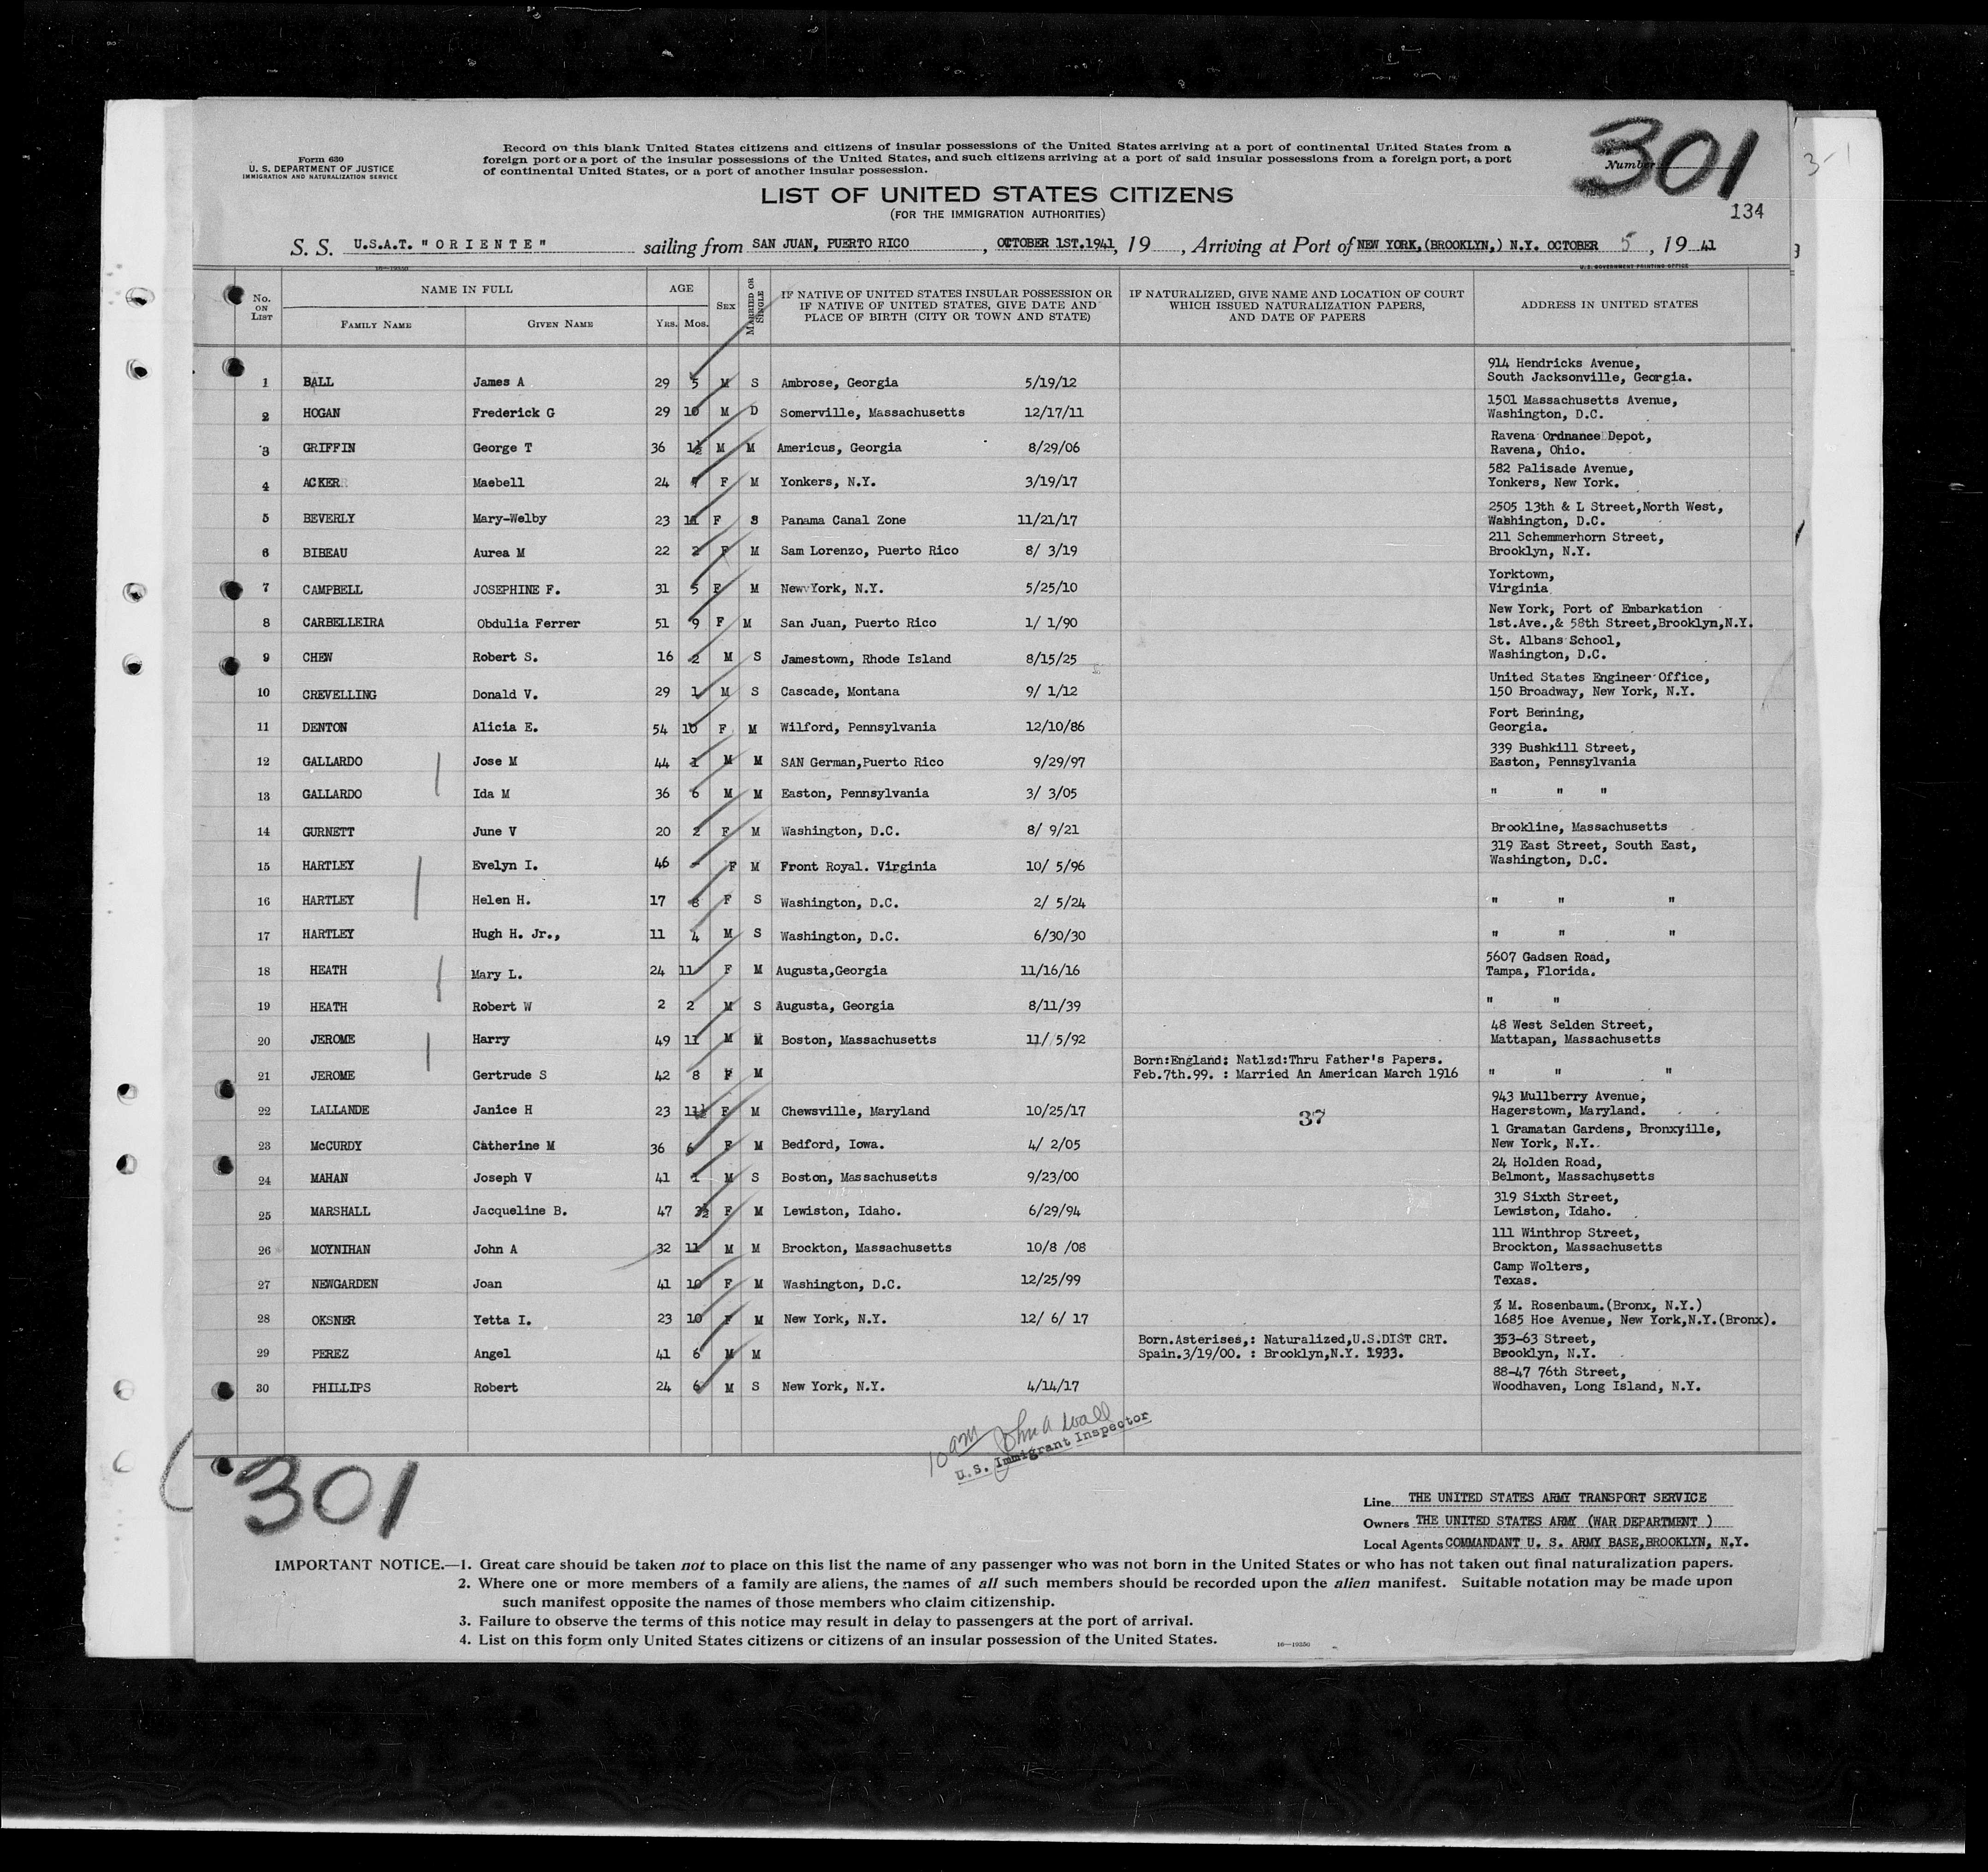 Form 630
U. S. DEPARTMENT OF JUSTICE
IMMIGRATION AND NATURALIZATION SERVICE
Record on this blank United States citizens and citizens of insular possessions of the United States arriving at a port of continental United States from a
foreign port or a port of the insular possessions of the United States, and such citizens arriving at a port of said insular possessions from a foreign port, a port
of continental United States, or a port of another insular possession.
Number
301
3-1
LIST OF UNITED STATES CITIZENS
(FOR THE IMMIGRATION AUTHORITIES)
134
S. S. U.S.A.T. "ORIENTE" sailing from SAN JUAN, PUERTO RICO, OCTOBER 1ST.1941, 19 , Arriving at Port of NEW YORK,(BROOKLYN,) N.Y. OCTOBER 5, 19 41
16—19350
U. S. GOVERNMENT PRINTING OFFICE
No. ON LIST NAME IN FULL FAMILY NAME GIVEN NAME AGE YRS. MOS. SEX MARRIED OR SINGLE IF NATIVE OF UNITED STATES INSULAR POSSESSION OR IF NATIVE OF UNITED STATES, GIVE DATE AND PLACE OF BIRTH (CITY OR TOWN AND STATE) IF NATURALIZED, GIVE NAME AND LOCATION OF COURT WHICH ISSUED NATURALIZATION PAPERS, AND DATE OF PAPERS ADDRESS IN UNITED STATES
914 Hendricks Avenue,
1 BALL James A 29 5 M S Ambrose, Georgia 5/19/12 South Jacksonville, Georgia.
1501 Massachusetts Avenue,
2 HOGAN Frederick G 29 10 M D Somerville, Massachusetts 12/17/11 Washington, D.C.
Ravena Ordnance Depot,
3 GRIFFIN George T 36 1½ M M Americus, Georgia 8/29/06 Ravena, Ohio.
582 Palisade Avenue,
4 ACKER Maebell 24 7 F M Yonkers, N.Y. 3/19/17 Yonkers, New York.
2505 13th & L Street,North West,
5 BEVERLY Mary-Welby 23 11 F S Panama Canal Zone 11/21/17 Washington, D.C.
211 Schemmerhorn Street,
6 BIBEAU Aurea M 22 2 F M Sam Lorenzo, Puerto Rico 8/ 3/19 Brooklyn, N.Y.
Yorktown,
7 CAMPBELL JOSEPHINE F. 31 5 F M New York, N.Y. 5/25/10 Virginia
New York, Port of Embarkation
8 CARBELLEIRA Obdulia Ferrer 51 9 F M San Juan, Puerto Rico 1/ 1/90 1st.Ave.,& 58th Street,Brooklyn,N.Y.
St. Albans School,
9 CHEW Robert S. 16 2 M S Jamestown, Rhode Island 8/15/25 Washington, D.C.
United States Engineer Office,
10 CREVELLING Donald V. 29 1 M S Cascade, Montana 9/ 1/12 150 Broadway, New York, N.Y.
Fort Benning,
11 DENTON Alicia E. 54 10 F M Wilford, Pennsylvania 12/10/86 Georgia.
339 Bushkill Street,
12 GALLARDO Jose M 44 1 M M SAN German,Puerto Rico 9/29/97 Easton, Pennsylvania
13 GALLARDO Ida M 36 6 M M Easton, Pennsylvania 3/ 3/05 " " "
14 GURNETT June V 20 2 F M Washington, D.C. 8/ 9/21 Brookline, Massachusetts
319 East Street, South East,
15 HARTLEY Evelyn I. 46 - F M Front Royal. Virginia 10/ 5/96 Washington, D.C.
16 HARTLEY Helen H. 17 8 F S Washington, D.C. 2/ 5/24 " " "
17 HARTLEY Hugh H. Jr., 11 4 M S Washington, D.C. 6/30/30 " " "
5607 Gadsen Road,
18 HEATH Mary L. 24 11 F M Augusta,Georgia 11/16/16 Tampa, Florida.
19 HEATH Robert W 2 2 M S Augusta, Georgia 8/11/39 " "
48 West Selden Street,
20 JEROME Harry 49 11 M M Boston, Massachusetts 11/ 5/92 Mattapan, Massachusetts
Born:England: Natlzd:Thru Father's Papers.
21 JEROME Gertrude S 42 8 F M Feb.7th.99. : Married An American March 1916 " " "
943 Mullberry Avenue,
22 LALLANDE Janice H 23 11½ F M Chewsville, Maryland 10/25/17 37 Hagerstown, Maryland.
1 Gramatan Gardens, Bronxyille,
23 McCURDY Catherine M 36 6 F M Bedford, Iowa. 4/ 2/05 New York, N.Y.
24 Holden Road,
24 MAHAN Joseph V 41 1 M S Boston, Massachusetts 9/23/00 Belmont, Massachusetts
319 Sixth Street,
25 MARSHALL Jacqueline B. 47 3½ F M Lewiston, Idaho. 6/29/94 Lewiston, Idaho.
111 Winthrop Street,
26 MOYNIHAN John A 32 11 M M Brockton, Massachusetts 10/8 /08 Brockton, Massachusetts
Camp Wolters,
27 NEWGARDEN Joan 41 10 F M Washington, D.C. 12/25/99 Texas.
% M. Rosenbaum.(Bronx, N.Y.)
28 OKSNER Yetta I. 23 10 F M New York, N.Y. 12/ 6/ 17 1685 Hoe Avenue, New York,N.Y.(Bronx).
Born.Asterises,: Naturalized,U.S.DIST CRT. 353-63 Street,
29 PEREZ Angel 41 6 M M Spain.3/19/00. : Brooklyn,N.Y. 1933. Brooklyn, N.Y.
88-47 76th Street,
30 PHILLIPS Robert 24 6 M S New York, N.Y. 4/14/17 Woodhaven, Long Island, N.Y.
10 am John A Wall
U.S. Immigrant Inspector
301
Line THE UNITED STATES ARMY TRANSPORT SERVICE
Owners THE UNITED STATES ARMY (WAR DEPARTMENT )
Local Agents COMMANDANT U. S. ARMY BASE,BROOKLYN, N.Y.
IMPORTANT NOTICE.—1. Great care should be taken not to place on this list the name of any passenger who was not born in the United States or who has not taken out final naturalization papers.
2. Where one or more members of a family are aliens, the names of all such members should be recorded upon the alien manifest. Suitable notation may be made upon
such manifest opposite the names of those members who claim citizenship.
3. Failure to observe the terms of this notice may result in delay to passengers at the port of arrival.
4. List on this form only United States citizens or citizens of an insular possession of the United States.
16—19350